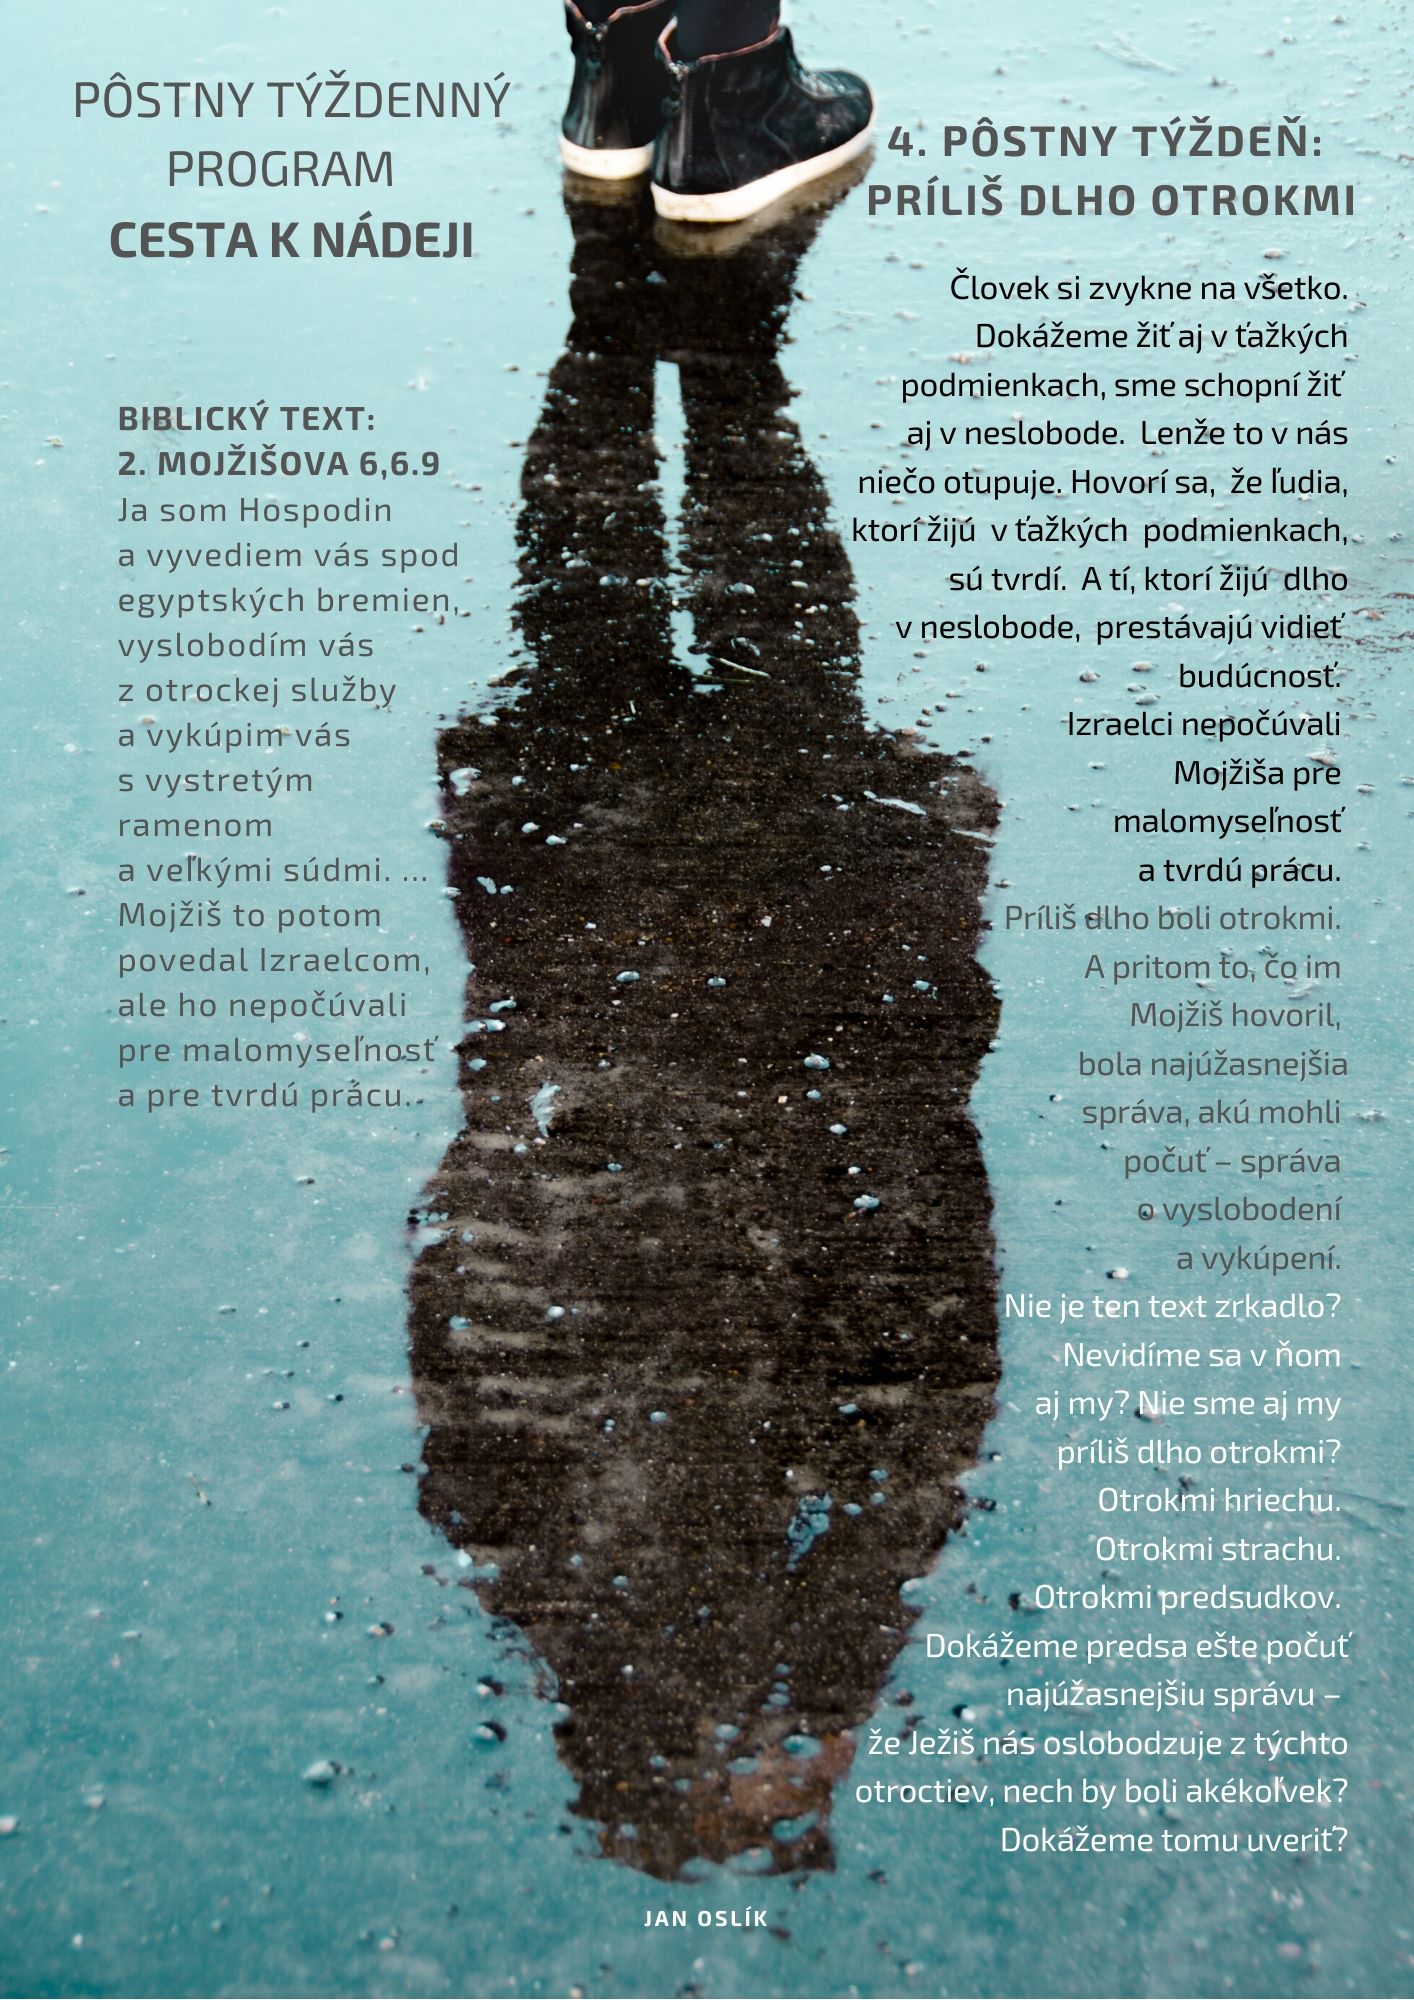 PÔSTNY TÝŽDENNÝ
PROGRAM
CESTA K NÁDEJI
BIBLICKÝ TEXT:
2. MOJŽIŠOVA 6,6.9
Ja som Hospodin
a vyvediem vás spod
egyptských bremien,
vyslobodím vás
z otrockej služby
a vykúpim vás
s vystretým
ramenom
a veľkými súdmi. ...
Mojžiš to potom
povedal Izraelcom,
ale ho nepočúvali
pre malomyseľnosť
a pre tvrdú prácu.
4. PÔSTNY TÝŽDEŇ:
PRÍLIŠ DLHO OTROKMI
Človek si zvykne na všetko.
Dokážeme žiť aj v ťažkých
podmienkach, sme schopní žiť
aj v neslobode. Lenže to v nás
niečo otupuje. Hovorí sa, že ľudia,
ktorí žijú v ťažkých podmienkach,
sú tvrdí. A tí, ktorí žijú dlho
v neslobode, prestávajú vidieť
budúcnosť.
Izraelci nepočúvali
Mojžiša pre
malomyseľnosť
a tvrdú prácu.
Príliš dlho boli otrokmi.
A pritom to, čo im
Mojžiš hovoril,
bola najúžasnejšia
správa, akú mohli
počuť – správa
o vyslobodení
a vykúpení.
Nie je ten text zrkadlo?
Nevidíme sa v ňom
aj my? Nie sme aj my
príliš dlho otrokmi?
Otrokmi hriechu.
Otrokmi strachu.
Otrokmi predsudkov.
Dokážeme predsa ešte počuť
najúžasnejšiu správu –
že Ježiš nás oslobodzuje z týchto
otroctiev, nech by boli akékoľvek?
Dokážeme tomu uveriť?
JAN OSLÍK